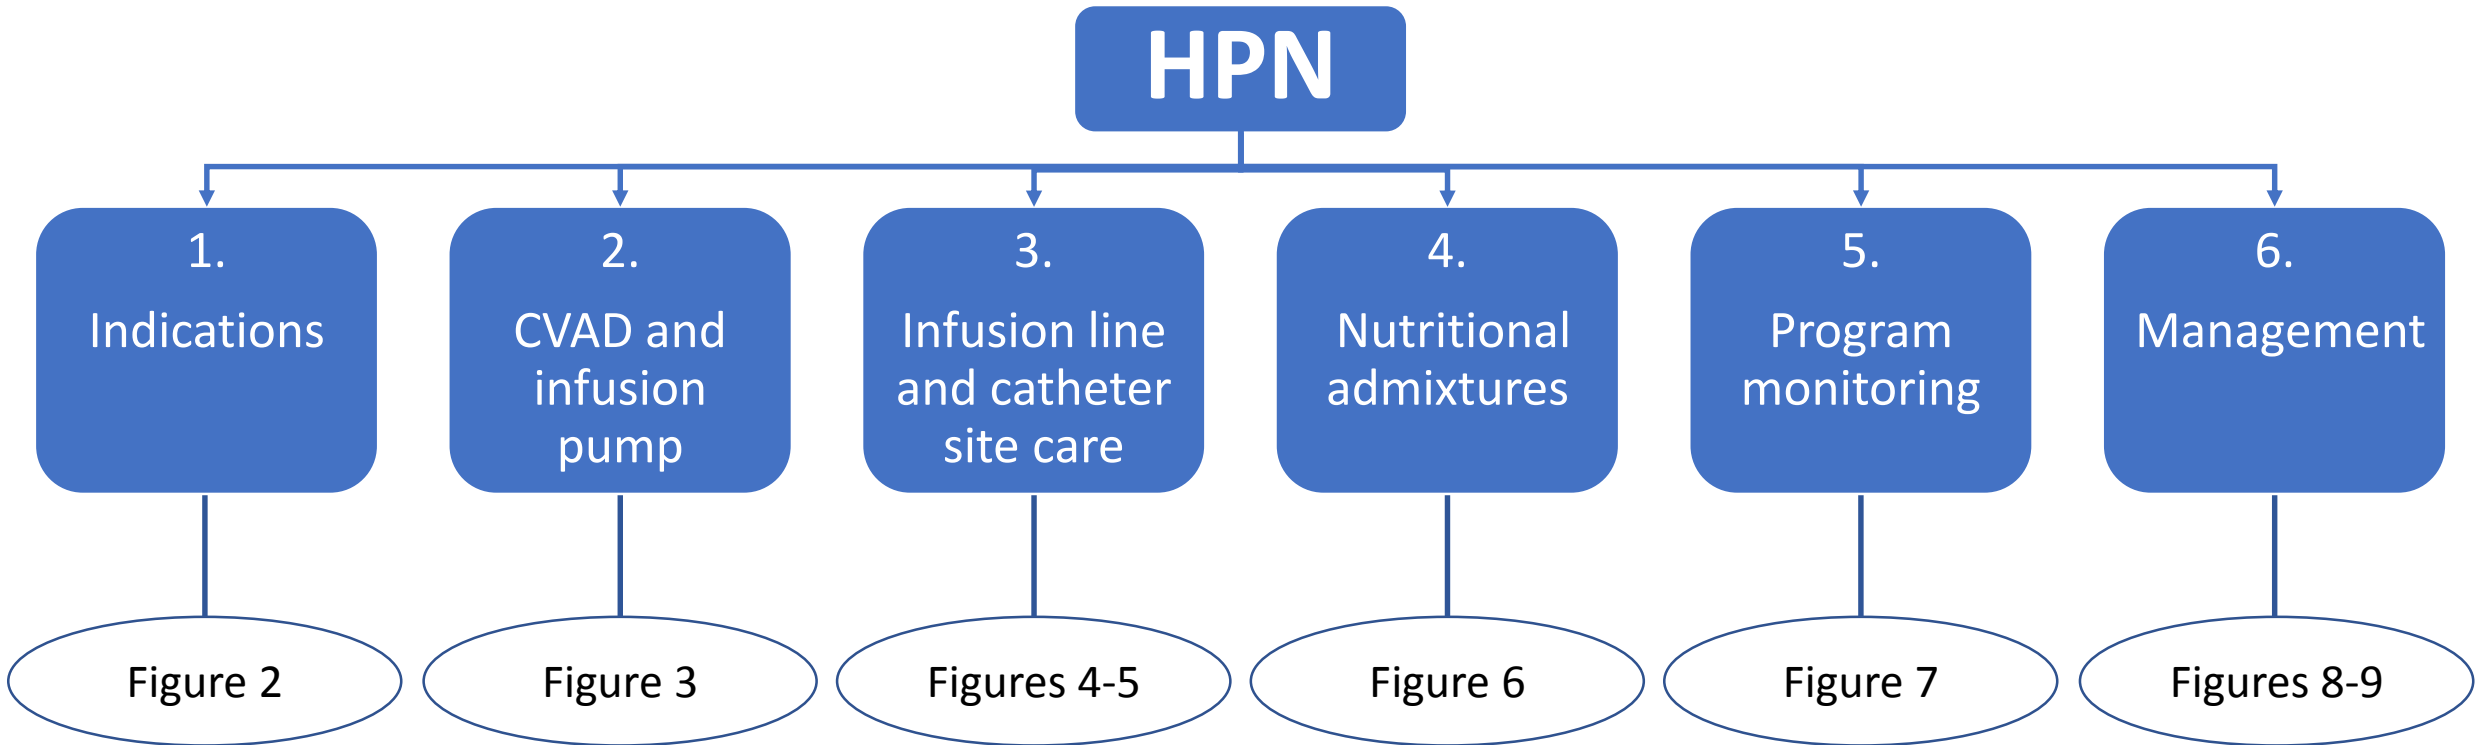 HPN
1.
Indications
2.
CVAD and
infusion
pump
3.
Infusion line
and catheter
site care
4.
Nutritional
admixtures
5.
Program
monitoring
6.
Management
Figure 2
Figure 3
Figures 4-5
Figure 6
Figure 7
Figures 8-9